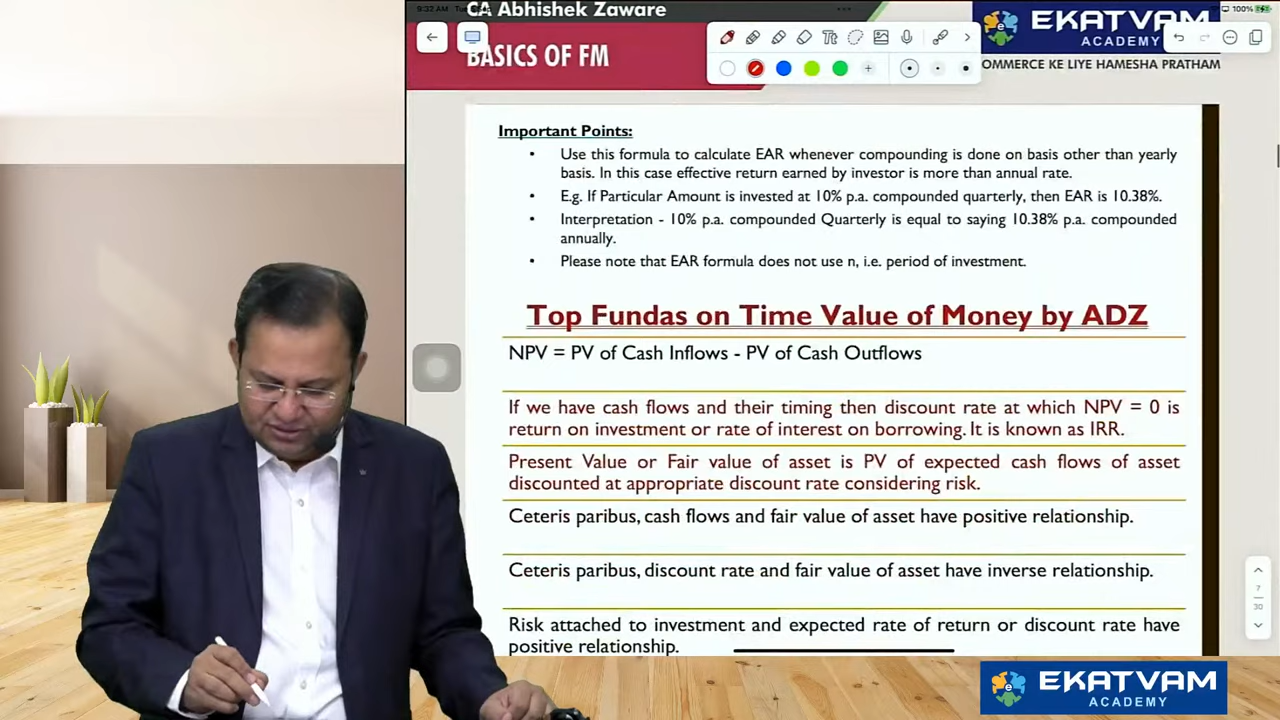 9:32 AM Tue
100%
CA Abhishek Zaware
BASICS OF FM
EKATVAM
ACADEMY
OMMERCE KE LIYE HAMESHA PRATHAM
Important Points:
• Use this formula to calculate EAR whenever compounding is done on basis other than yearly
basis. In this case effective return earned by investor is more than annual rate.
• E.g. If Particular Amount is invested at 10% p.a. compounded quarterly, then EAR is 10.38%.
• Interpretation - 10% p.a. compounded Quarterly is equal to saying 10.38% p.a. compounded
annually.
• Please note that EAR formula does not use n, i.e. period of investment.
Top Fundas on Time Value of Money by ADZ
NPV = PV of Cash Inflows - PV of Cash Outflows
If we have cash flows and their timing then discount rate at which NPV = 0 is
return on investment or rate of interest on borrowing. It is known as IRR.
Present Value or Fair value of asset is PV of expected cash flows of asset
discounted at appropriate discount rate considering risk.
Ceteris paribus, cash flows and fair value of asset have positive relationship.
Ceteris paribus, discount rate and fair value of asset have inverse relationship.
Risk attached to investment and expected rate of return or discount rate have
positive relationship.
7
30
EKATVAM
ACADEMY